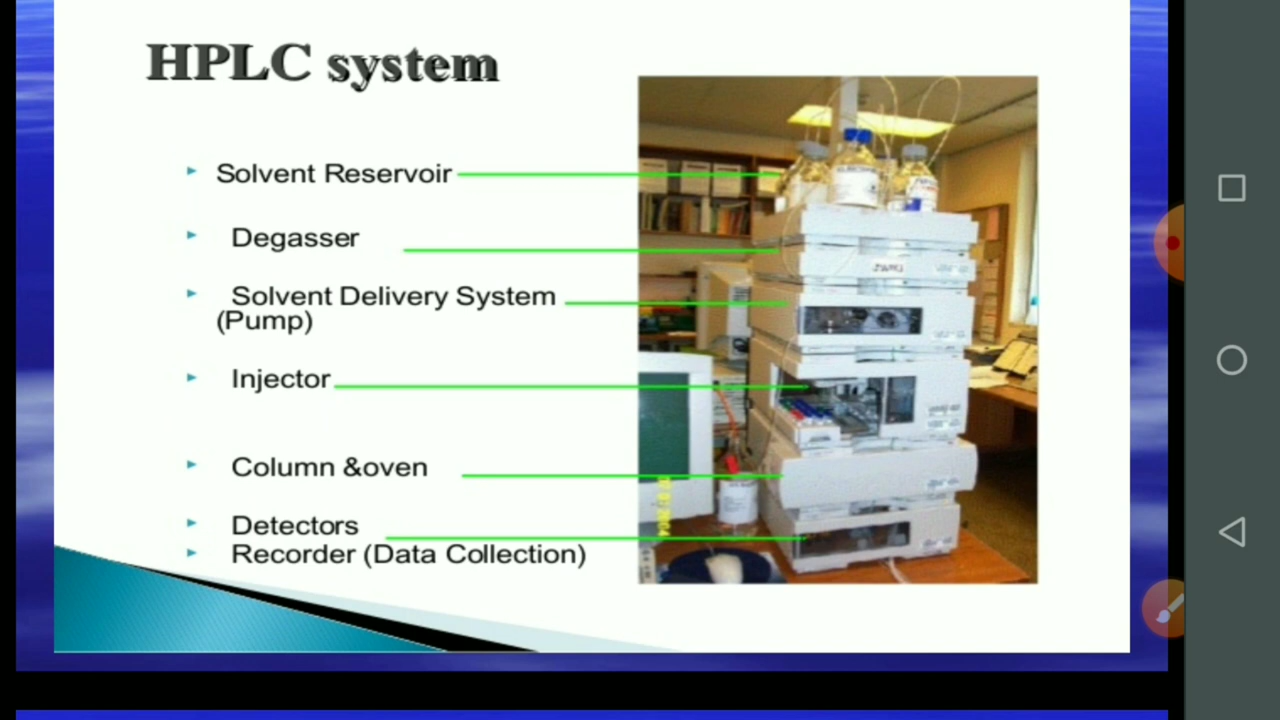 HPLC system
Solvent Reservoir
Degasser
Solvent Delivery System
(Pump)
Injector
Column &oven
Detectors
Recorder (Data Collection)